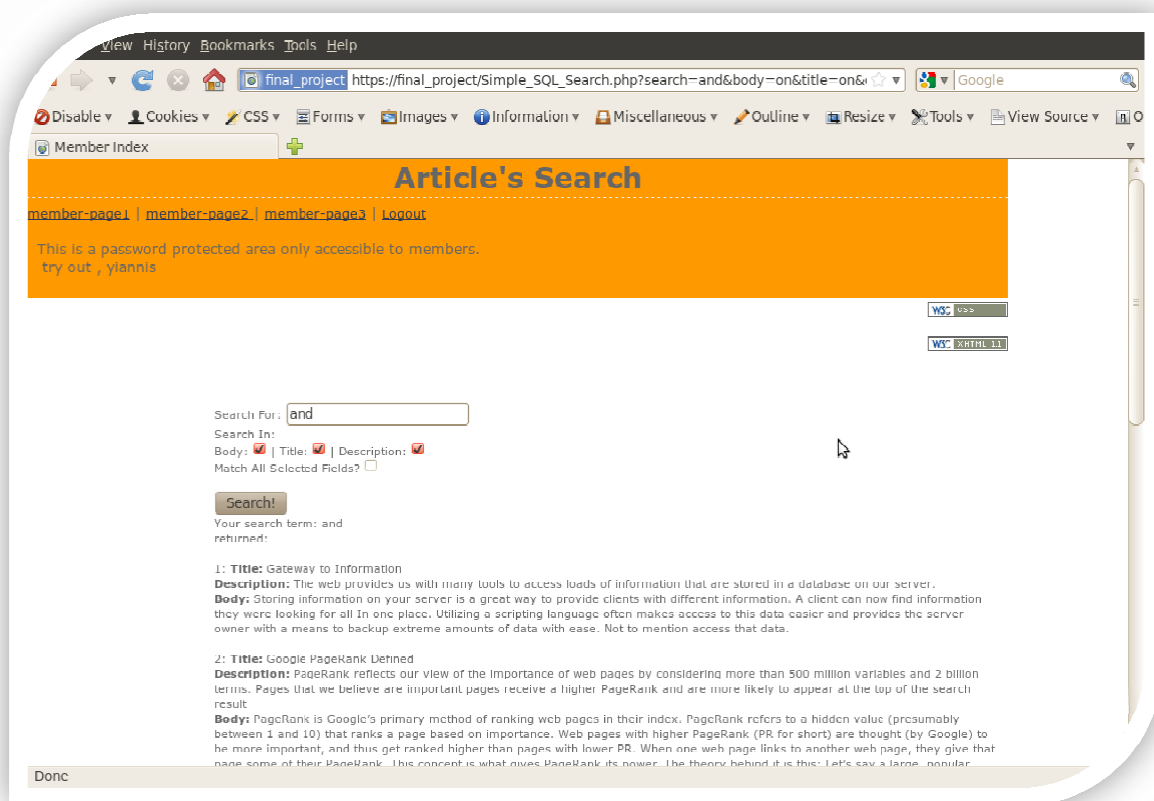 View History Bookmarks Tools Help
final_project https://final_project/Simple_SQL_Search.php?search=and&body=on&title=on& Google
Disable Cookies CSS Forms Images Information Miscellaneous Outline Resize Tools View Source O
Member Index
Article's Search
member-page1 | member-page2 | member-page3 | Logout
This is a password protected area only accessible to members.
try out , yiannis
W3C CSS
W3C XHTML 1.1
Search For: and
Search In:
Body: | Title: | Description:
Match All Selected Fields?
Search!
Your search term: and
returned:
1: Title: Gateway to Information
Description: The web provides us with many tools to access loads of information that are stored in a database on our server.
Body: Storing information on your server is a great way to provide clients with different information. A client can now find information
they were looking for all in one place. Utilizing a scripting language often makes access to this data easier and provides the server
owner with a means to backup extreme amounts of data with ease. Not to mention access that data.
2: Title: Google PageRank Defined
Description: PageRank reflects our view of the importance of web pages by considering more than 500 million variables and 2 billion
terms. Pages that we believe are important pages receive a higher PageRank and are more likely to appear at the top of the search
result
Body: PageRank is Google's primary method of ranking web pages in their index. PageRank refers to a hidden value (presumably
between 1 and 10) that ranks a page based on importance. Web pages with higher PageRank (PR for short) are thought (by Google) to
be more important, and thus get ranked higher than pages with lower PR. When one web page links to another web page, they give that
page some of their PageRank. This concept is what gives PageRank its power. The theory behind it is this: Let's say a large, popular
Done